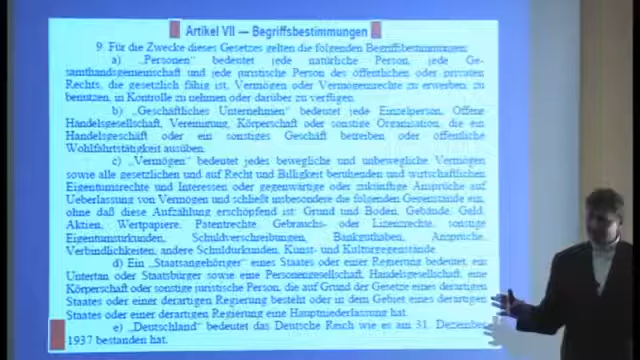 Artikel VII — Begriffsbestimmungen
9. Für die Zwecke dieses Gesetzes gelten die folgenden Begriffsbestimmungen:
a) „Personen" bedeutet jede natürliche Person, jede Ge-
samthandsgemeinschaft und jede juristische Person des öffentlichen oder privaten
Rechts, die gesetzlich fähig ist, Vermögen oder Vermögensrechte zu erwerben, zu
benutzen, in Kontrolle zu nehmen oder darüber zu verfügen.
b) „Geschäftliches Unternehmen" bedeutet jede Einzelperson, Offene
Handelsgesellschaft, Vereinigung, Körperschaft oder sonstige Organisation, die ein
Handelsgeschäft oder ein sonstiges Geschäft betreiben oder öffentliche
Wohlfahrtstätigkeit ausüben.
c) „Vermögen" bedeutet jedes bewegliche und unbewegliche Vermögen
sowie alle gesetzlichen und auf Recht und Billigkeit beruhenden und wirtschaftlichen
Eigentumsrechte und Interessen oder gegenwärtige oder zukünftige Ansprüche auf
Ueberlassung von Vermögen und schließt insbesondere die folgenden Gegenstände ein,
ohne daß diese Aufzählung erschöpfend ist: Grund und Boden, Gebäude, Geld,
Aktien, Wertpapiere, Patentrechte, Gebrauchs- oder Lizenzrechte, sonstige
Eigentumsurkunden, Schuldverschreibungen, Bankguthaben, Ansprüche,
Verbindlichkeiten, andere Schuldurkunden, Kunst- und Kulturgegenstände.
d) Ein „Staatsangehöriger" eines Staates oder einer Regierung bedeutet, ein
Untertan oder Staatsbürger sowie eine Personengesellschaft, Handelsgesellschaft, eine
Körperschaft oder sonstige juristische Person, die auf Grund der Gesetze eines derartigen
Staates oder einer derartigen Regierung besteht oder in dem Gebiet eines derartigen
Staates oder einer derartigen Regierung eine Hauptniederlassung hat.
e) „Deutschland" bedeutet das Deutsche Reich wie es am 31. Dezember
1937 bestanden hat.